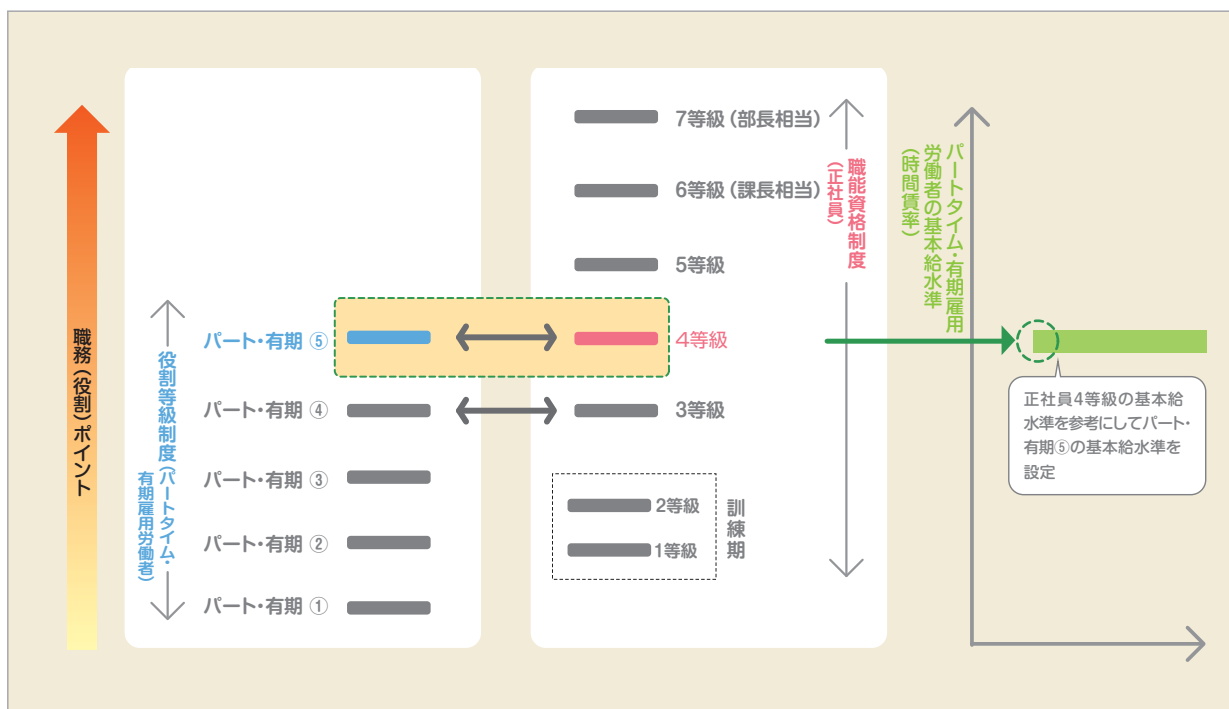 職務（役割）ポイント
役割等級制度（パートタイム・
有期雇用労働者）
パート・有期 ⑤
パート・有期 ④
パート・有期 ③
パート・有期 ②
パート・有期 ①
7等級（部長相当）
6等級（課長相当）
5等級
4等級
3等級
2等級
1等級
訓練期
職能資格制度
（正社員）
パートタイム・有期雇用
労働者の基本給水準
（時間賃率）
正社員4等級の基本給
水準を参考にしてパート・
有期⑤の基本給水準を
設定